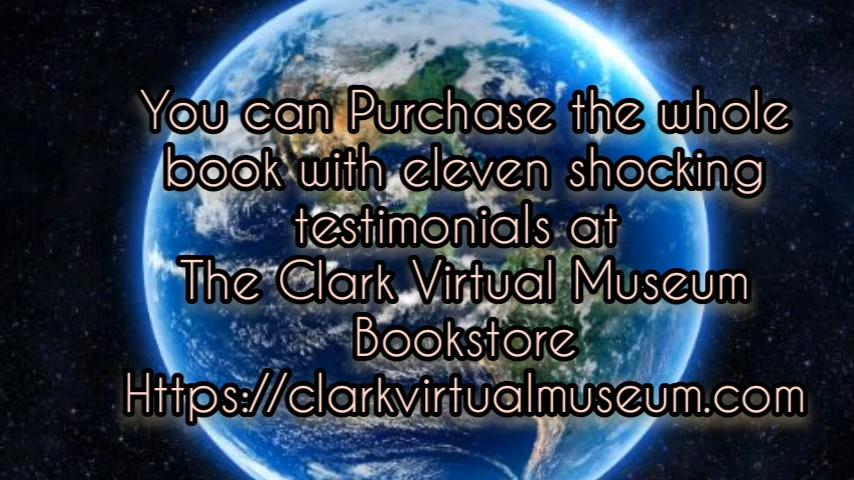 You can Purchase the whole
book with eleven shocking
testimonials at
The Clark Virtual Museum
Bookstore
Https://clarkvirtualmuseum.com